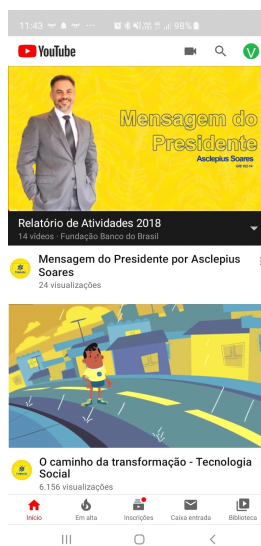 11:43 98%
YouTube
V
Mensagem do
Presidente
Asclepius Soares
Relatório de Atividades 2018
14 vídeos · Fundação Banco do Brasil
Mensagem do Presidente por Asclepius
Soares
24 visualizações
O caminho da transformação - Tecnologia
Social
6.156 visualizações
Início Em alta Inscrições Caixa entrada Biblioteca